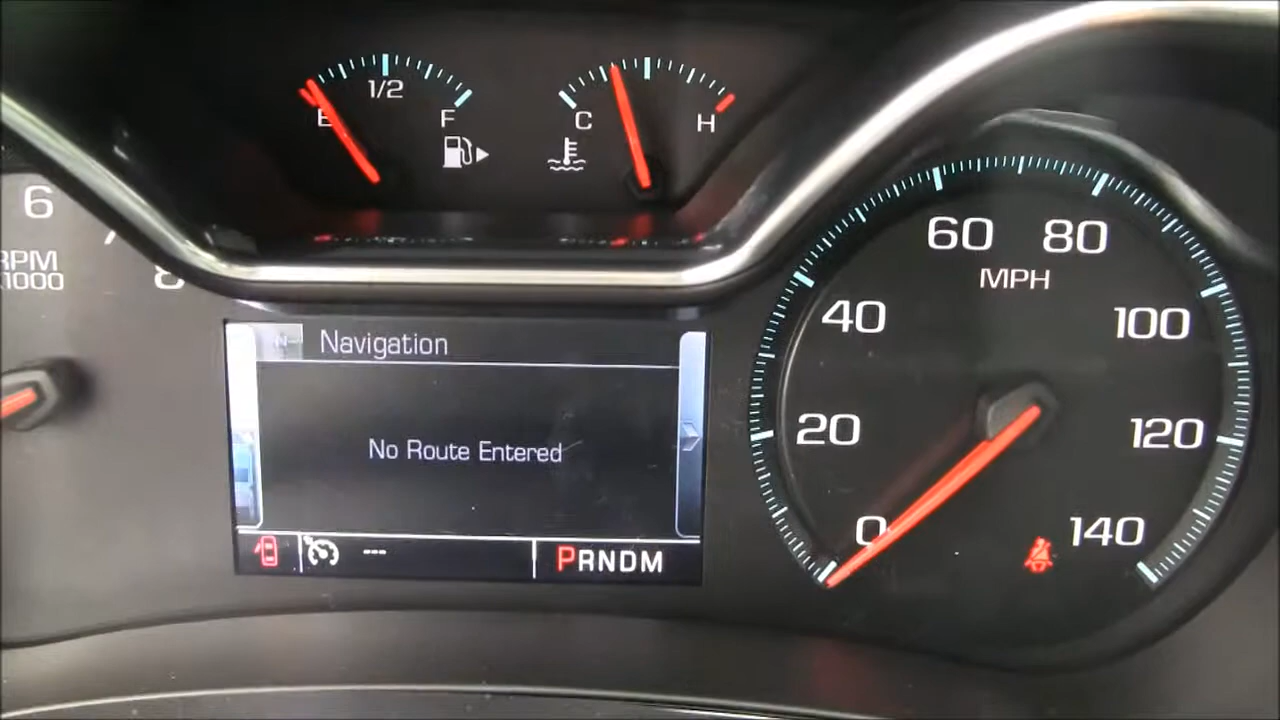 1/2
E
F
C
H
6
7
8
RPM
x1000
N
Navigation
No Route Entered
---
PRNDM
0
20
40
60
80
100
120
140
MPH